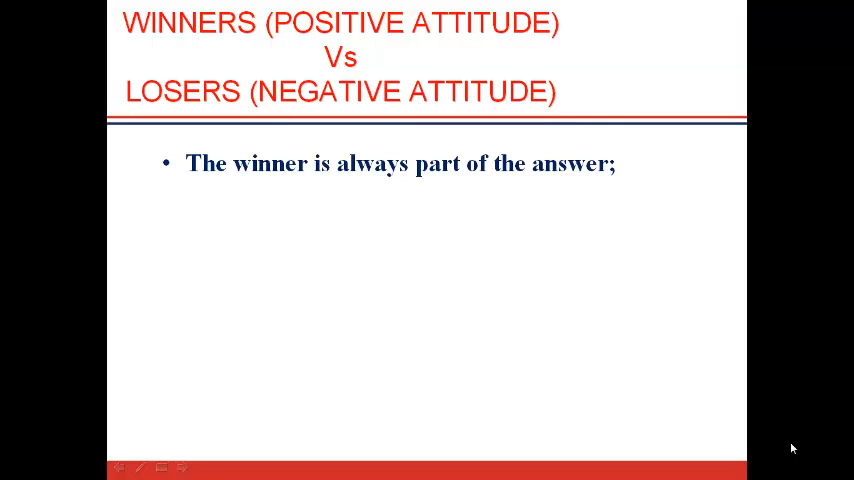 WINNERS (POSITIVE ATTITUDE)
Vs
LOSERS (NEGATIVE ATTITUDE)
• The winner is always part of the answer;